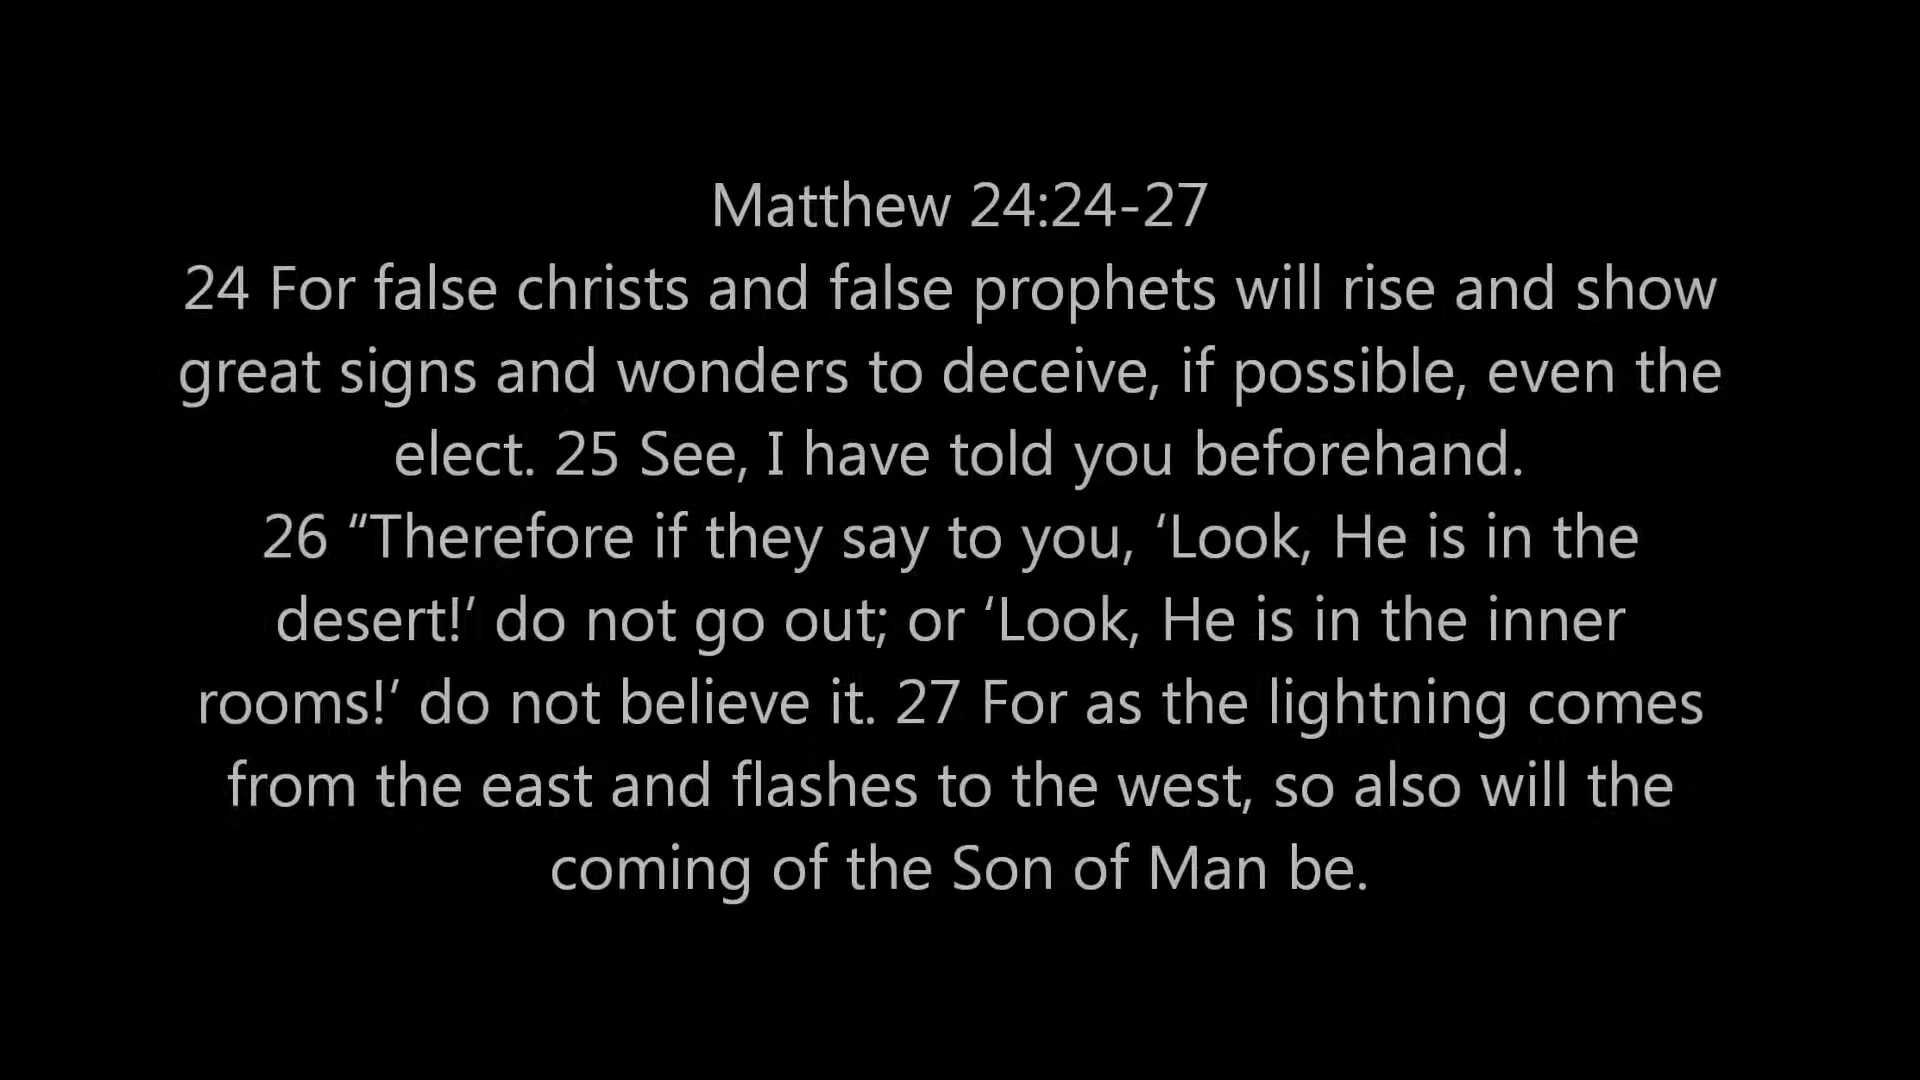 Matthew 24:24-27
24 For false christs and false prophets will rise and show
great signs and wonders to deceive, if possible, even the
elect. 25 See, I have told you beforehand.
26 “Therefore if they say to you, ‘Look, He is in the
desert!’ do not go out; or ‘Look, He is in the inner
rooms!’ do not believe it. 27 For as the lightning comes
from the east and flashes to the west, so also will the
coming of the Son of Man be.